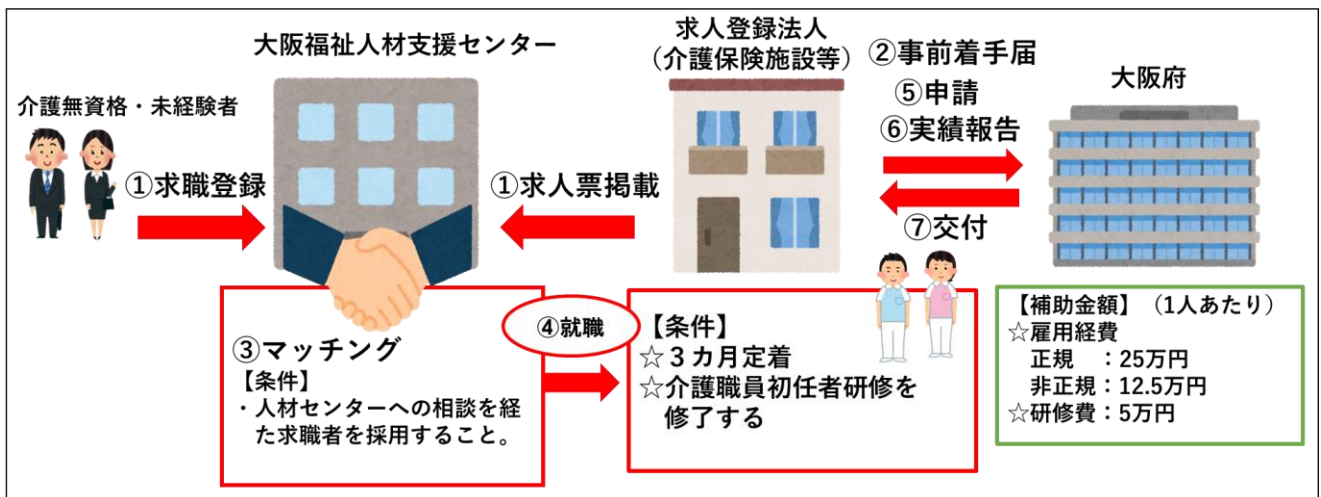 大阪福祉人材支援センター
求人登録法人
（介護保険施設等）
②事前着手届
⑤申請
⑥実績報告
大阪府
介護無資格・未経験者
①求職登録
①求人票掲載
⑦交付
③マッチング
【条件】
・人材センターへの相談を経
た求職者を採用すること。
④就職
【条件】
☆３カ月定着
☆介護職員初任者研修を
修了する
【補助金額】（1人あたり）
☆雇用経費
正規　：25万円
非正規：12.5万円
☆研修費：5万円